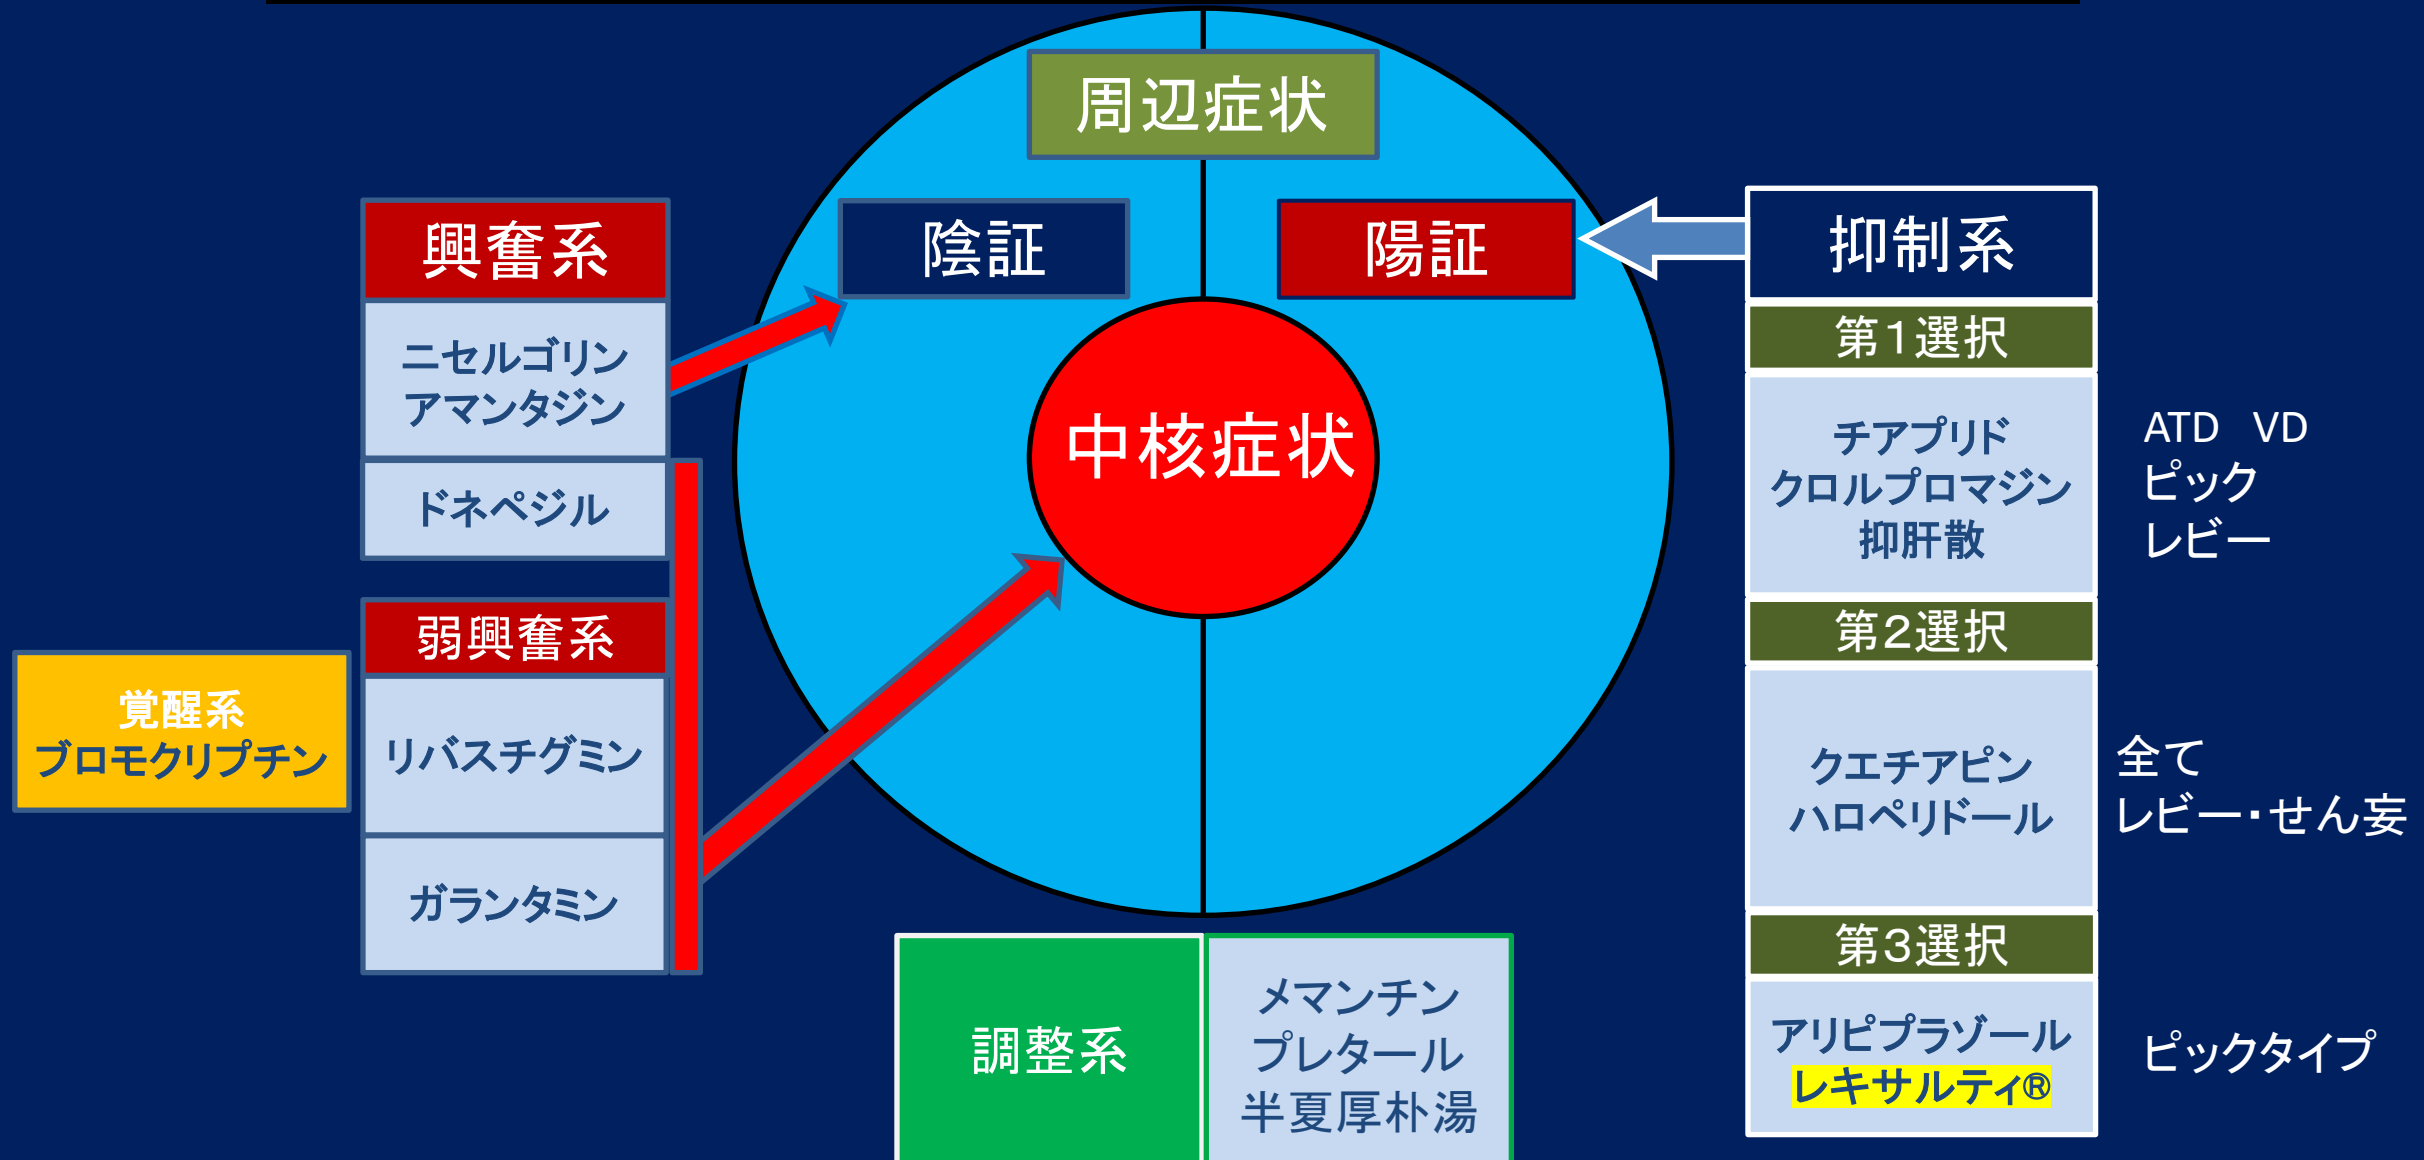 周辺症状
陰証
陽証
中核症状
興奮系
ニセルゴリン
アマンタジン
ドネペジル
弱興奮系
リバスチグミン
ガランタミン
覚醒系
ブロモクリプチン
調整系
メマンチン
プレタール
半夏厚朴湯
抑制系
第１選択
チアプリド
クロルプロマジン
抑肝散
ATD　VD
ピック
レビー
第２選択
クエチアピン
ハロペリドール
全て
レビー・せん妄
第３選択
アリピプラゾール
レキサルティ®
ピックタイプ